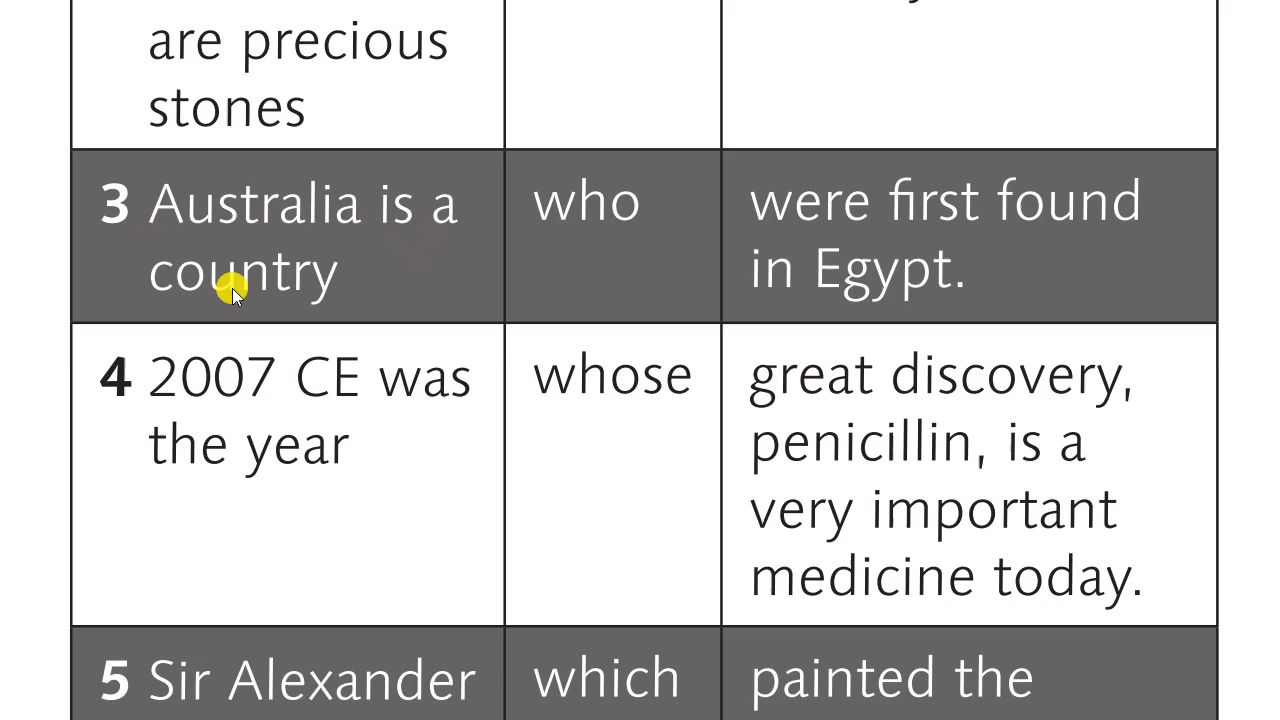 are precious
stones
3 Australia is a
country
who
were first found
in Egypt.
4 2007 CE was
the year
whose
great discovery,
penicillin, is a
very important
medicine today.
5 Sir Alexander
which
painted the